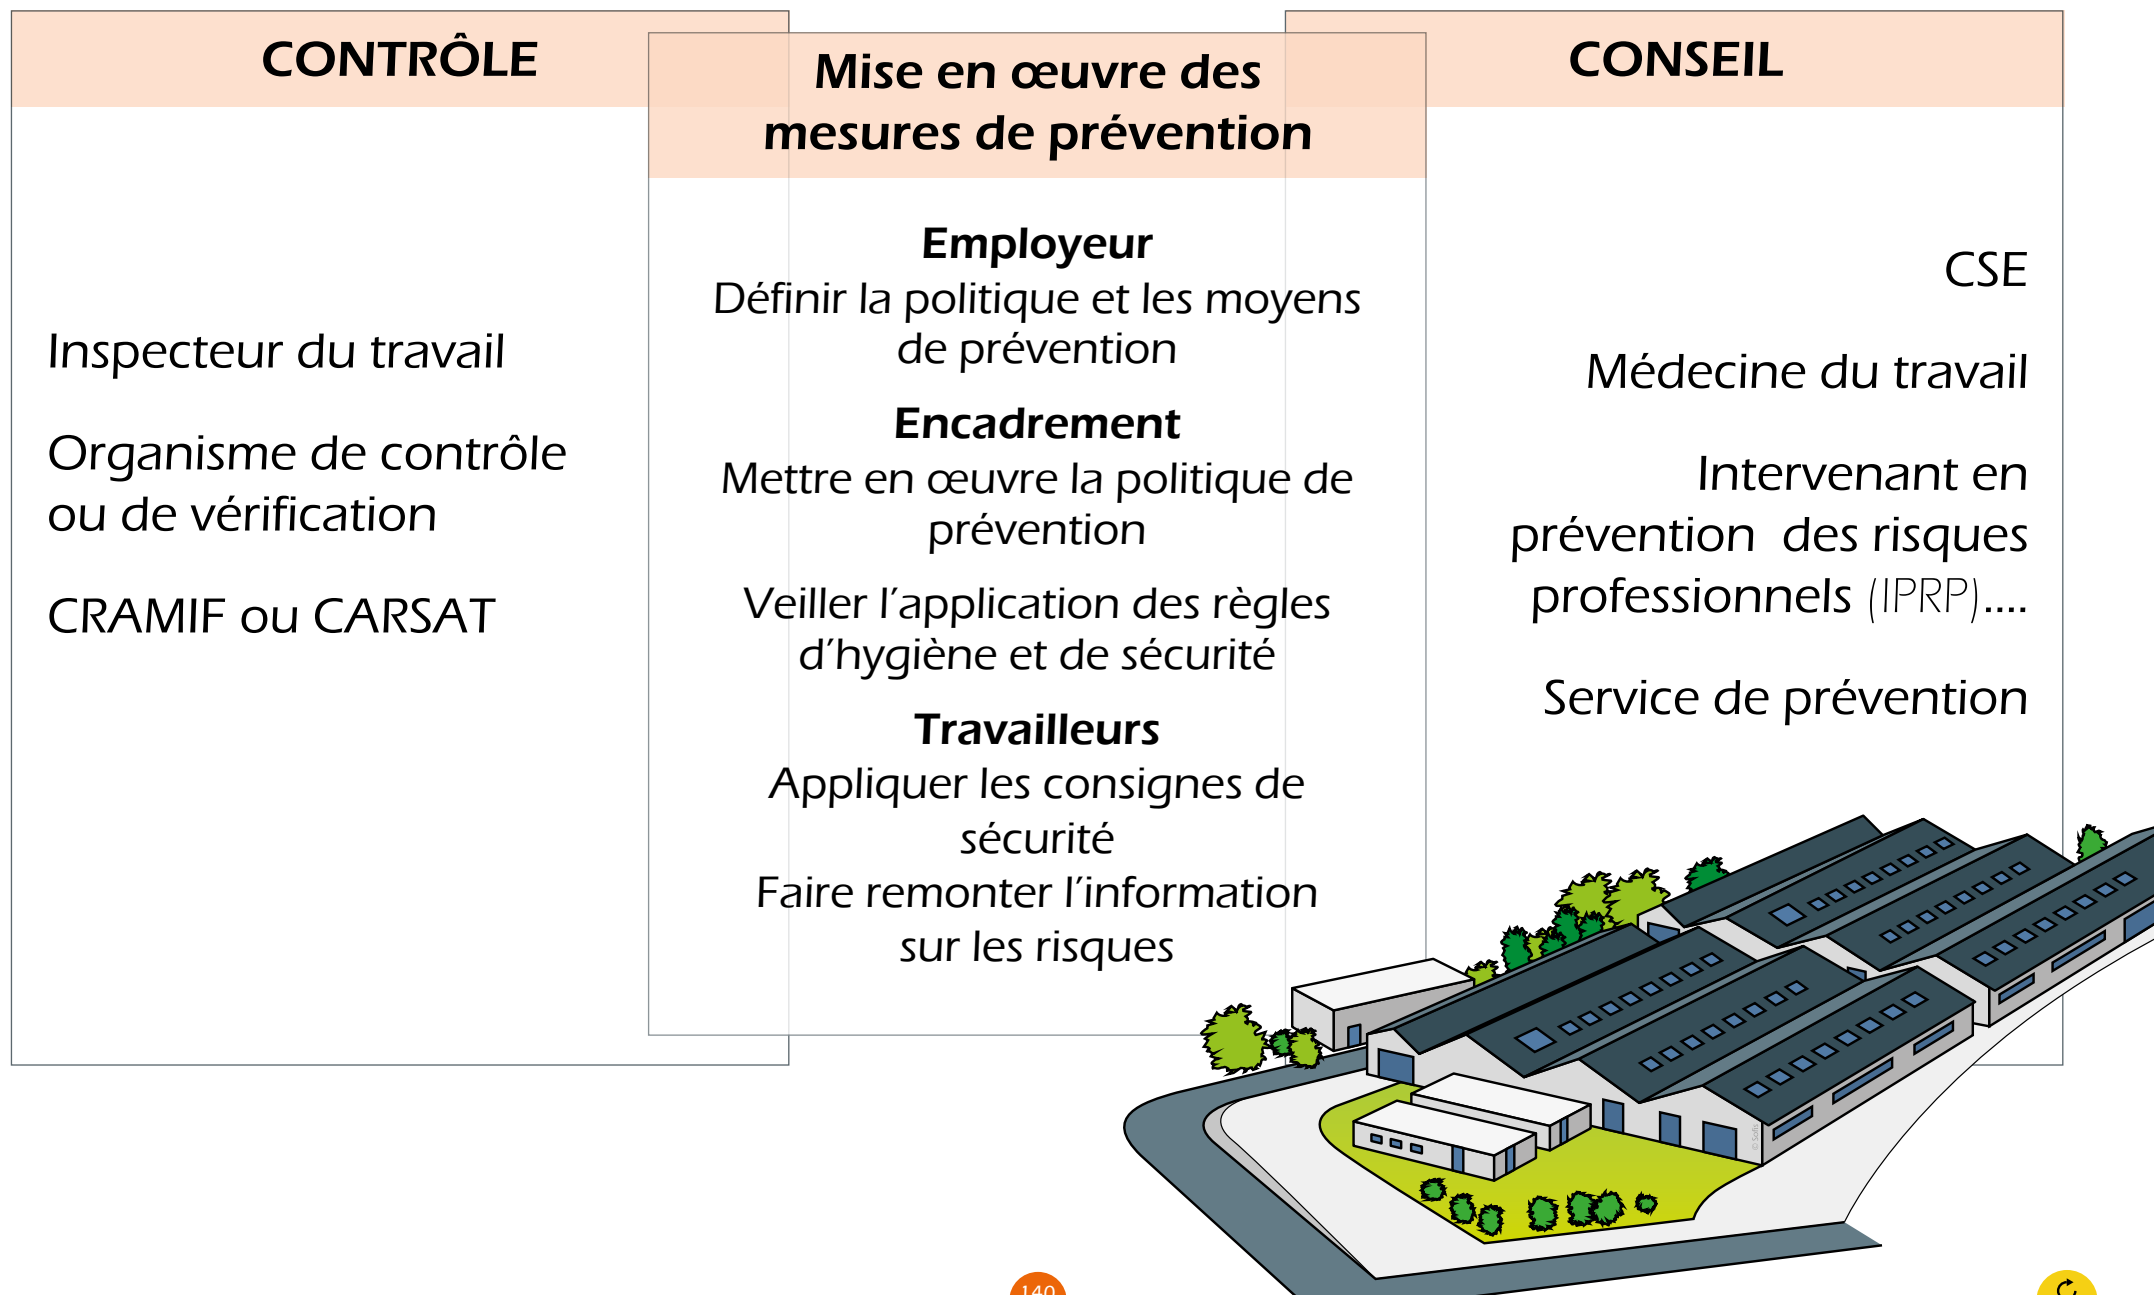 CONTRÔLE
Inspecteur du travail
Organisme de contrôle
ou de vérification
CRAMIF ou CARSAT
Mise en œuvre des
mesures de prévention
Employeur
Définir la politique et les moyens
de prévention
Encadrement
Mettre en œuvre la politique de
prévention
Veiller l’application des règles
d’hygiène et de sécurité
Travailleurs
Appliquer les consignes de
sécurité
Faire remonter l’information
sur les risques
CONSEIL
CSE
Médecine du travail
Intervenant en
prévention  des risques
professionnels (IPRP)....
Service de prévention
© Sofis
140